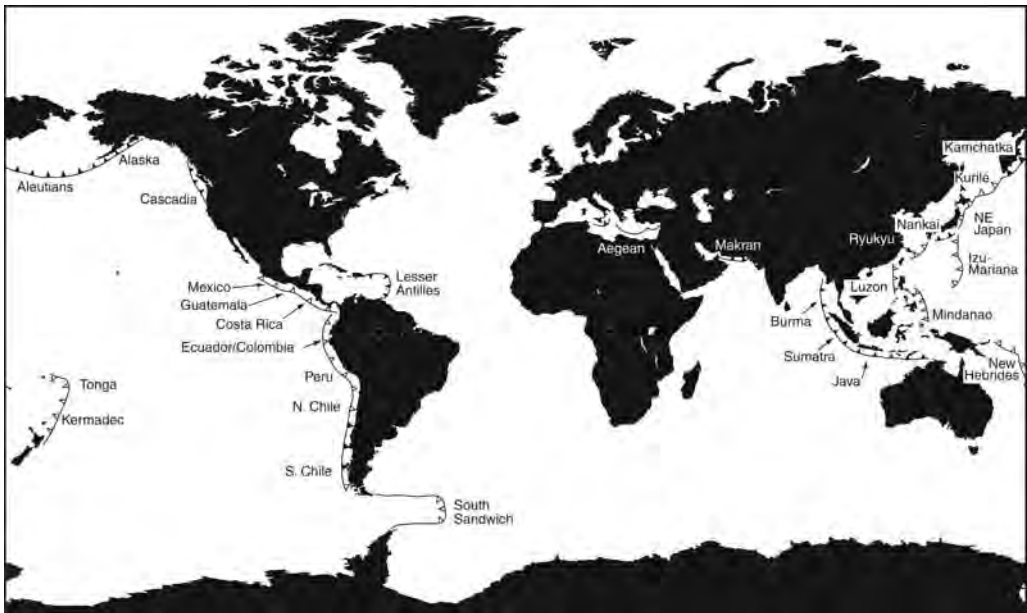 Alaska
Aleutians
Cascadia
Mexico
Guatemala
Costa Rica
Ecuador/Colombia
Lesser
Antilles
Peru
N. Chile
S. Chile
South
Sandwich
Tonga
Kermadec
Aegean
Makran
Kamchatka
Kurile
Nankai
NE
Japan
Ryukyu
Izu-
Mariana
Luzon
Mindanao
Burma
Sumatra
Java
New
Hebrides